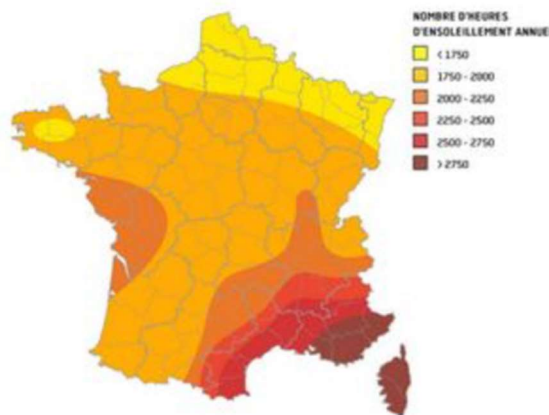 NOMBRE D'HEURES
D'ENSOLEILLEMENT ANNUE
< 1750
1750 - 2000
2000 - 2250
2250 - 2500
2500 - 2750
> 2750